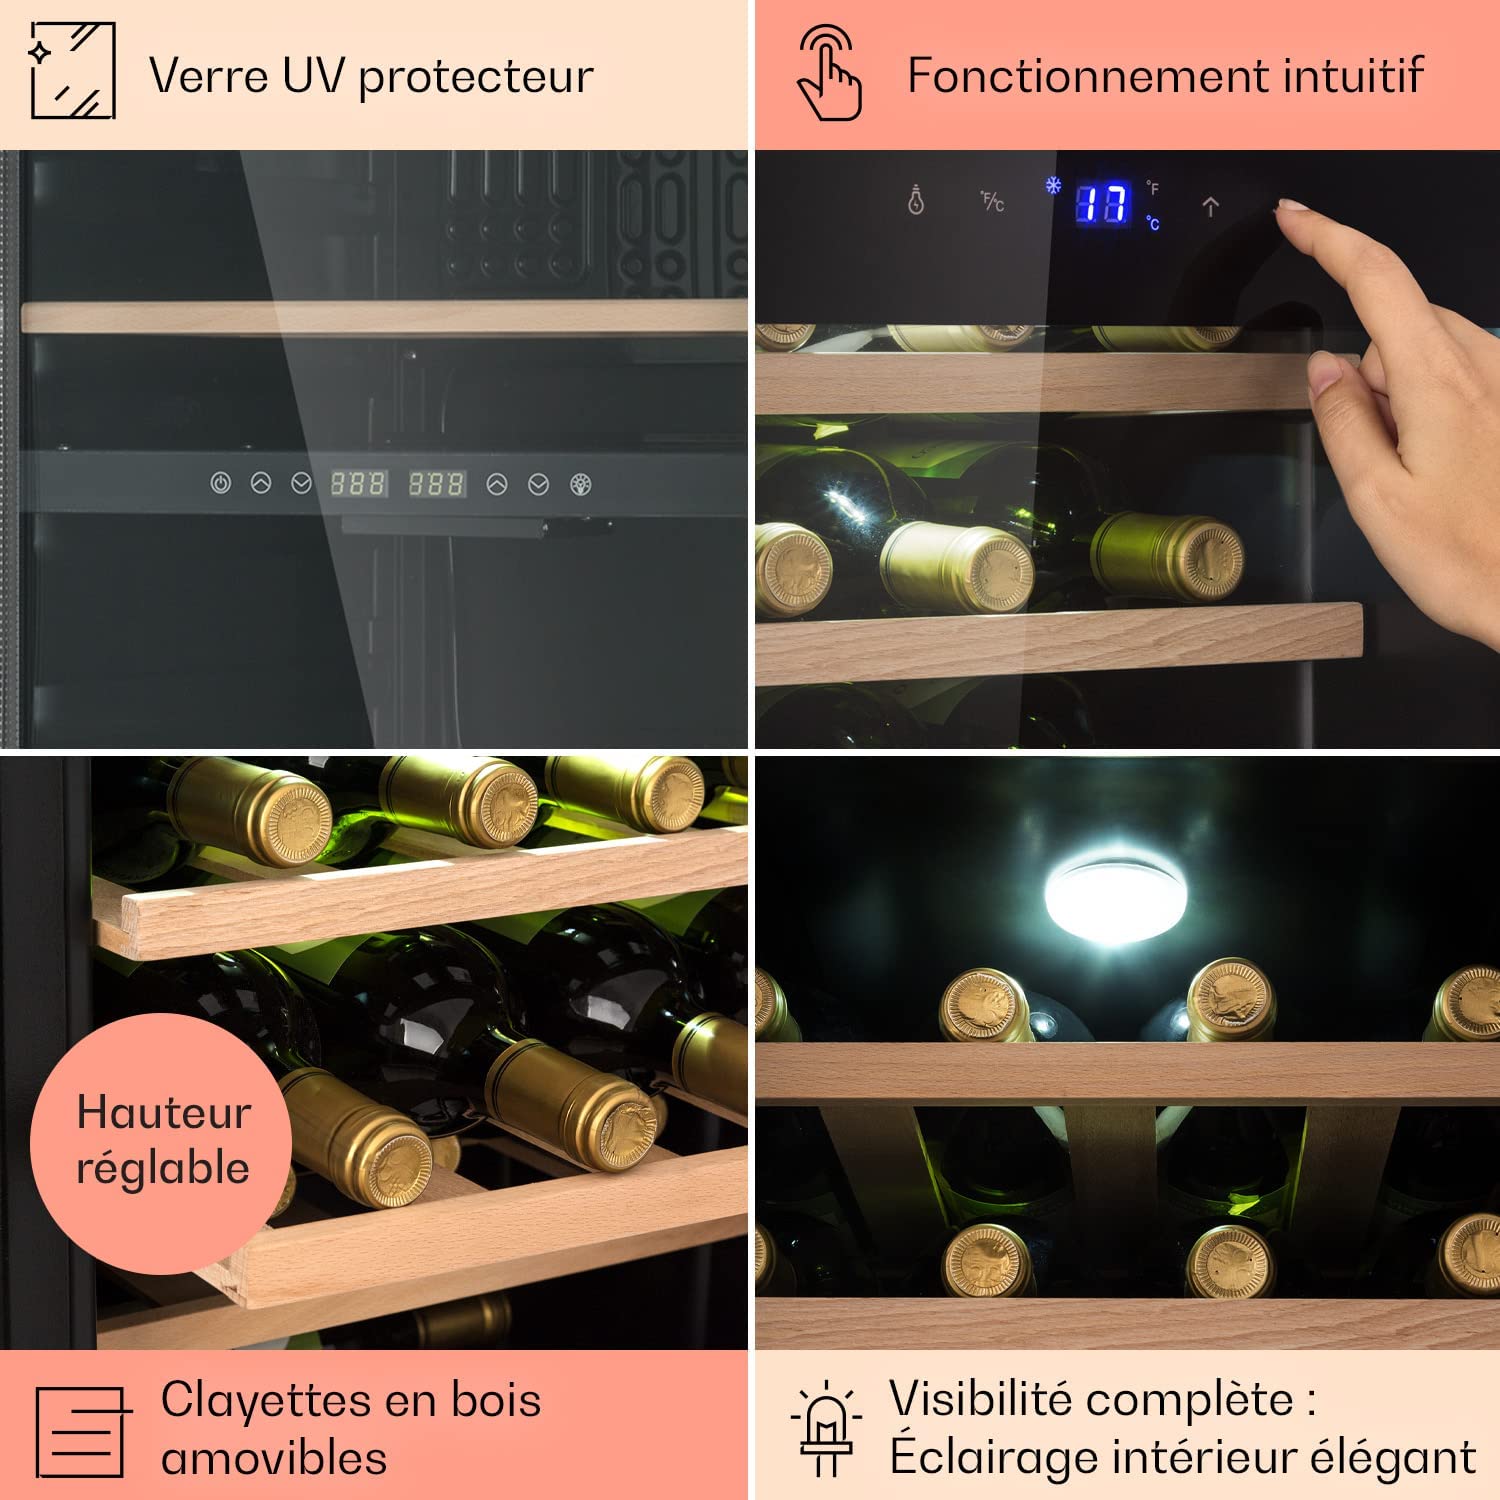 Verre UV protecteur
Fonctionnement intuitif
888 888
°F/°C 17 °F
°C
Hauteur
réglable
Clayettes en bois
amovibles
Visibilité complète :
Éclairage intérieur élégant